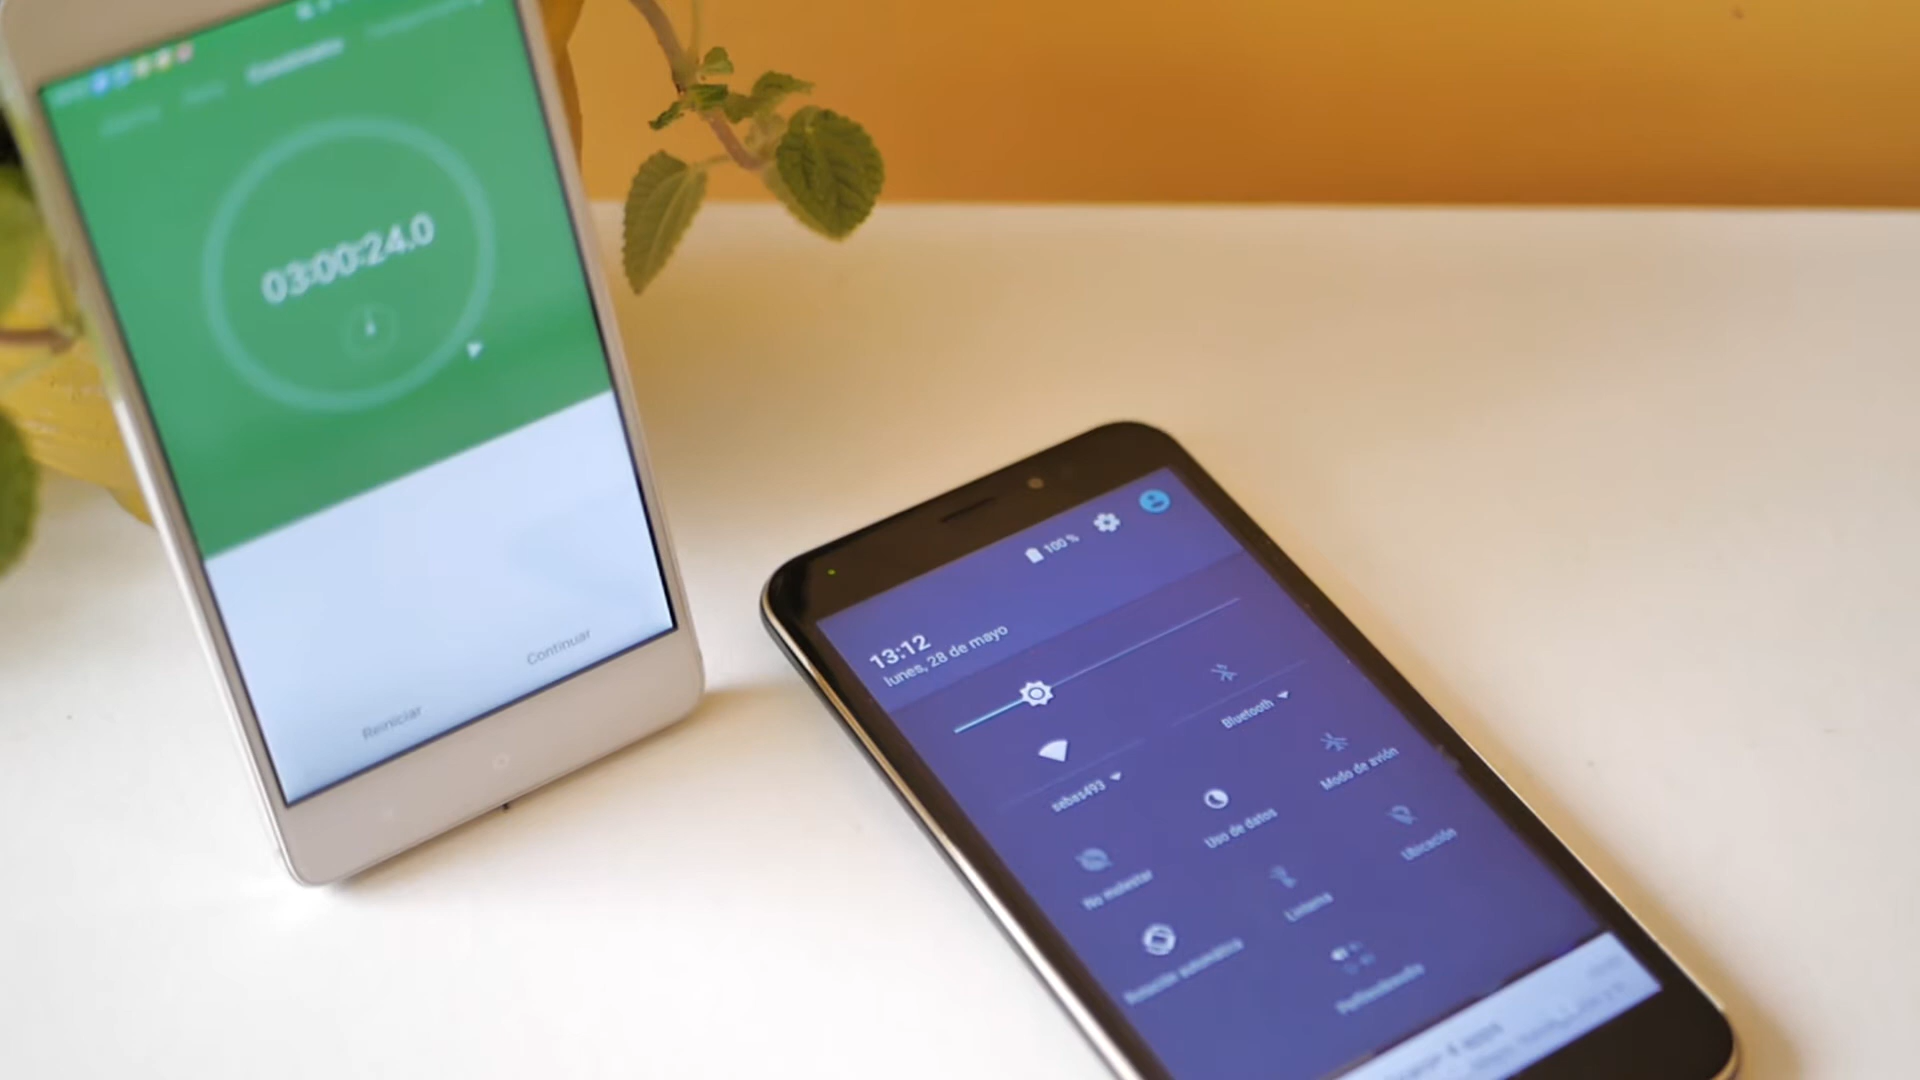 03:00:24.0
Continuar
Reiniciar
100 %
13:12
lunes, 28 de mayo
Bluetooth
sebas493
Modo de avión
Uso de datos
Ubicación
No molestar
Linterna
Rotación automática